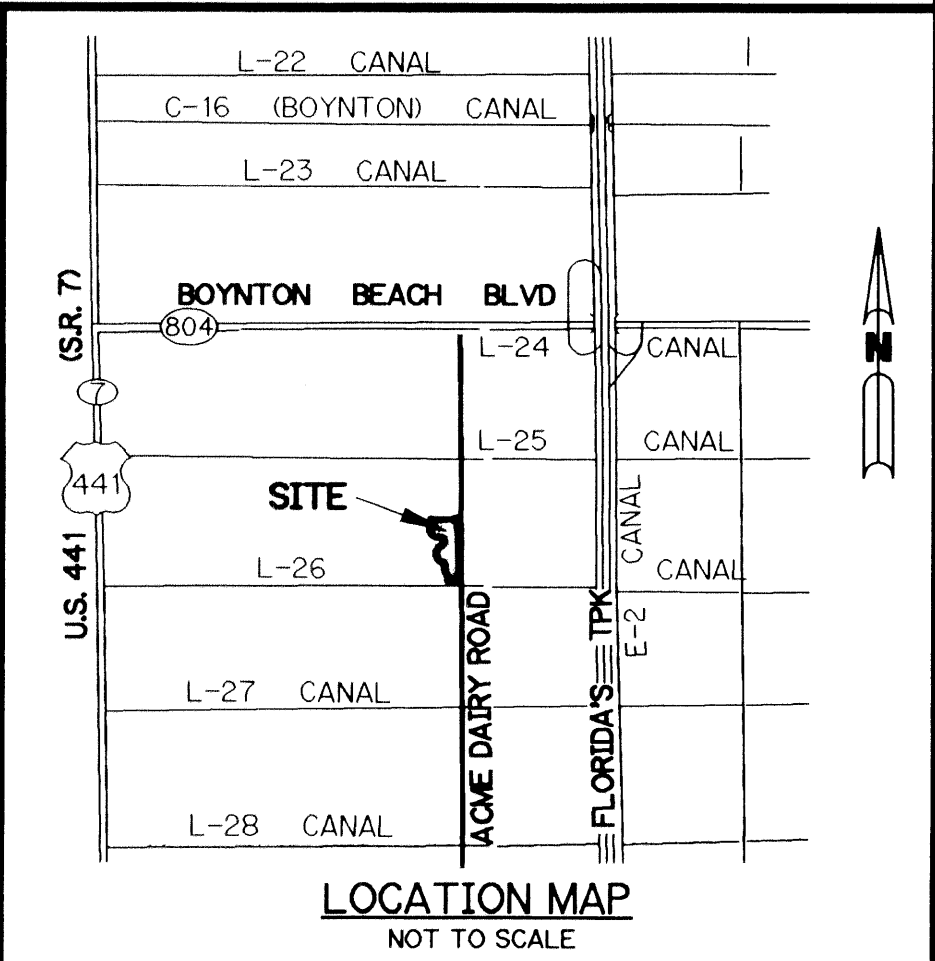 L-22 CANAL
C-16 (BOYNTON) CANAL
L-23 CANAL
(S.R. 7)
BOYNTON BEACH BLVD
804
L-24 CANAL
N
7
L-25 CANAL
441
SITE
CANAL
L-26 CANAL
U.S. 441
E-2
ACME DAIRY ROAD
FLORIDA'S TPK
L-27 CANAL
L-28 CANAL
LOCATION MAP
NOT TO SCALE